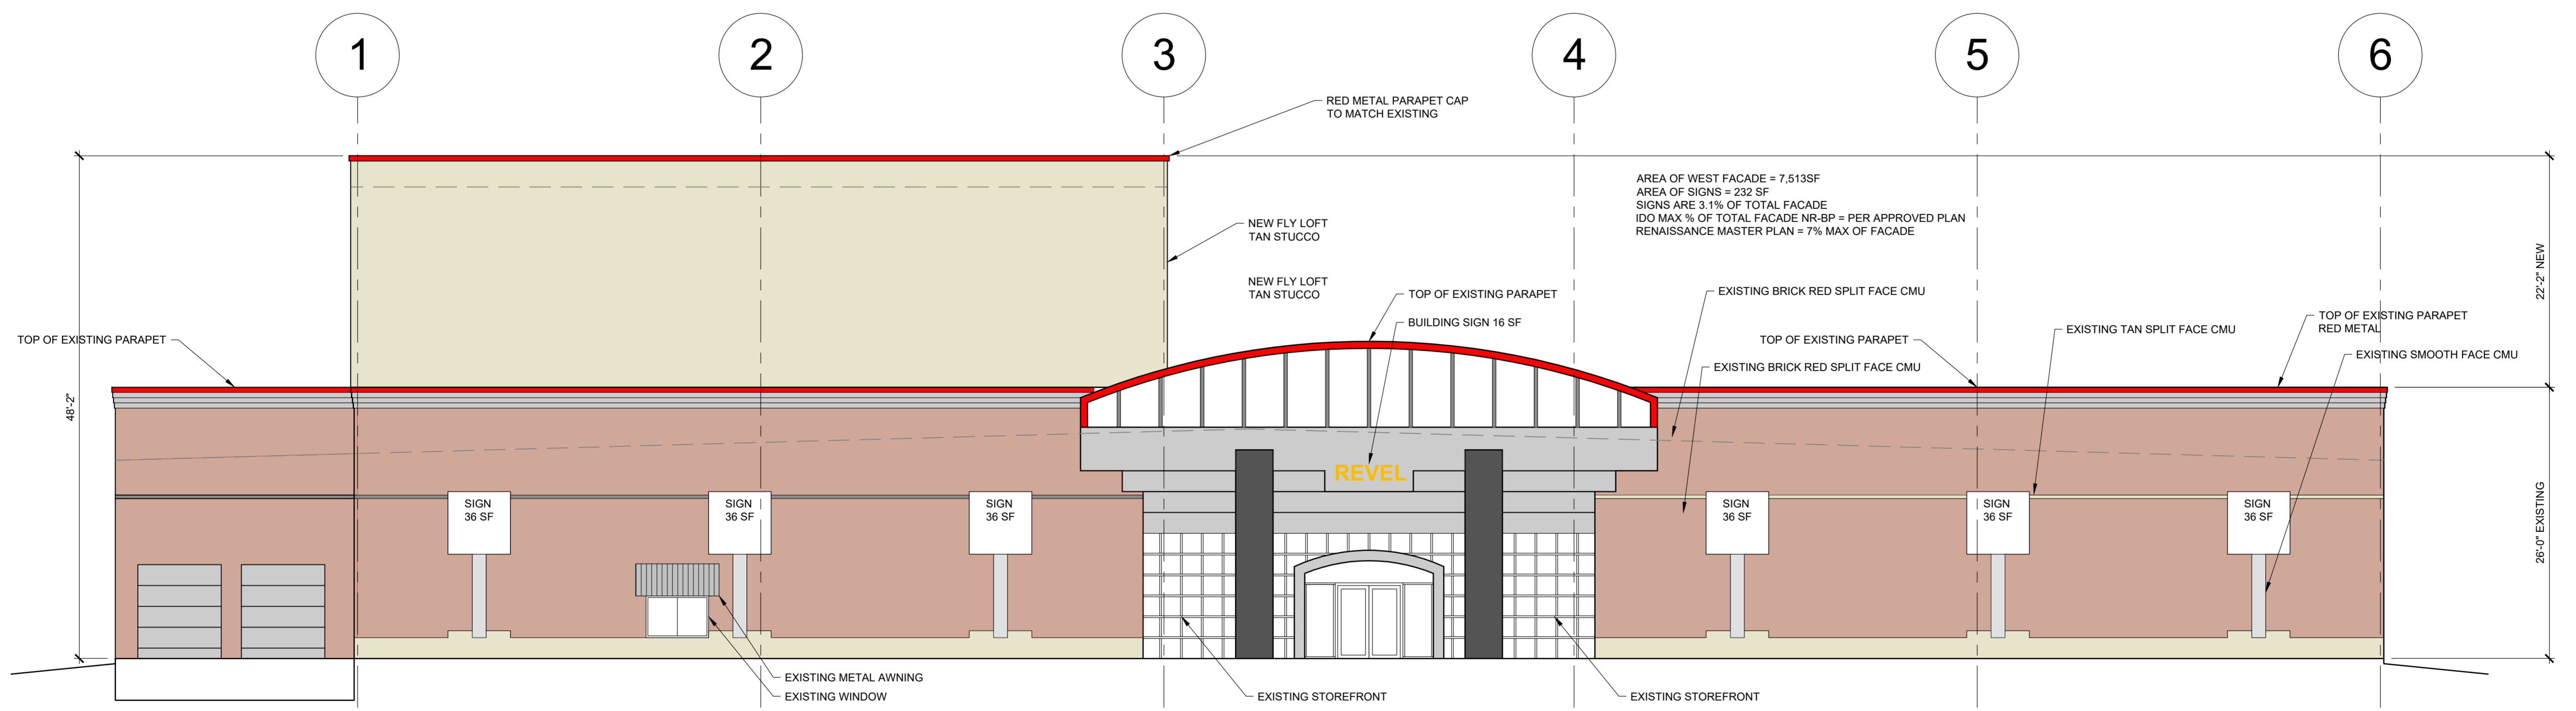 1
2
3
4
5
6
RED METAL PARAPET CAP
TO MATCH EXISTING
AREA OF WEST FACADE = 7,513SF
AREA OF SIGNS = 232 SF
SIGNS ARE 3.1% OF TOTAL FACADE
IDO MAX % OF TOTAL FACADE NR-BP = PER APPROVED PLAN
RENAISSANCE MASTER PLAN = 7% MAX OF FACADE
NEW FLY LOFT
TAN STUCCO
NEW FLY LOFT
TAN STUCCO
22'-2" NEW
TOP OF EXISTING PARAPET
BUILDING SIGN 16 SF
EXISTING BRICK RED SPLIT FACE CMU
TOP OF EXISTING PARAPET
RED METAL
EXISTING TAN SPLIT FACE CMU
TOP OF EXISTING PARAPET
TOP OF EXISTING PARAPET
EXISTING SMOOTH FACE CMU
EXISTING BRICK RED SPLIT FACE CMU
48'-2"
REVEL
SIGN
36 SF
SIGN
36 SF
SIGN
36 SF
SIGN
36 SF
SIGN
36 SF
SIGN
36 SF
26'-0" EXISTING
EXISTING METAL AWNING
EXISTING WINDOW
EXISTING STOREFRONT
EXISTING STOREFRONT